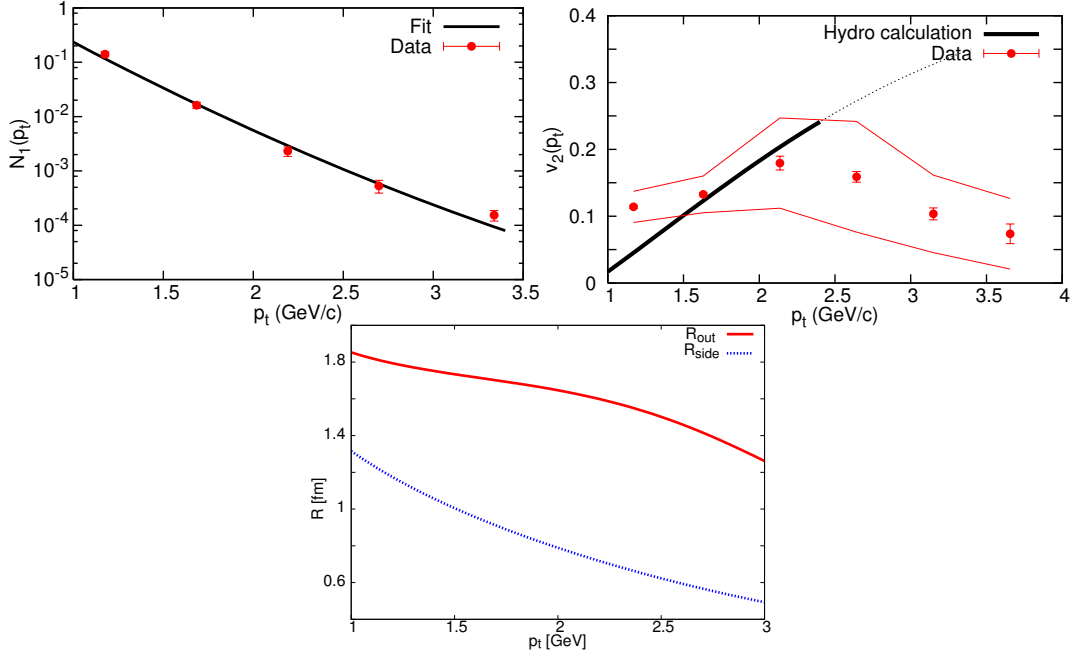 N₁(pₜ)
1
10⁻¹
10⁻²
10⁻³
10⁻⁴
10⁻⁵
Fit
Data
1 1.5 2 2.5 3 3.5
pₜ (GeV/c)
v₂(pₜ)
0.4
0.3
0.2
0.1
0
Hydro calculation
Data
1 1.5 2 2.5 3 3.5 4
pₜ (GeV/c)
R [fm]
1.8
1.4
1
0.6
R_out
R_side
1 1.5 2 2.5 3
pₜ [GeV]